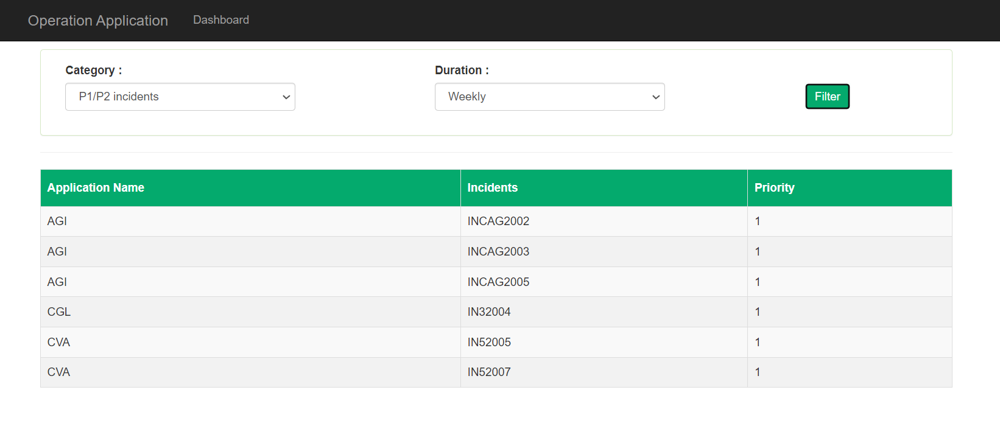 Operation Application Dashboard
Category : Duration :
P1/P2 incidents Weekly Filter
Application Name Incidents Priority
AGI INCAG2002 1
AGI INCAG2003 1
AGI INCAG2005 1
CGL IN32004 1
CVA IN52005 1
CVA IN52007 1